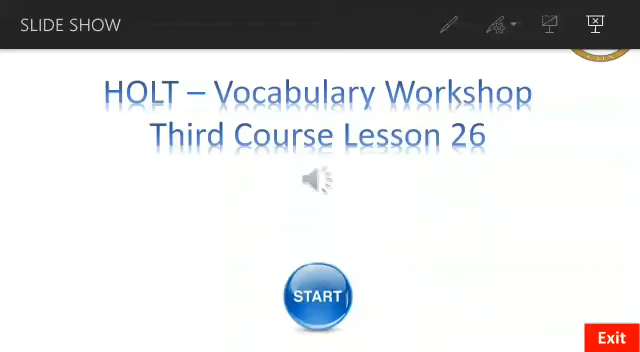 SLIDE SHOW
HOLT – Vocabulary Workshop
Third Course Lesson 26
START
Exit